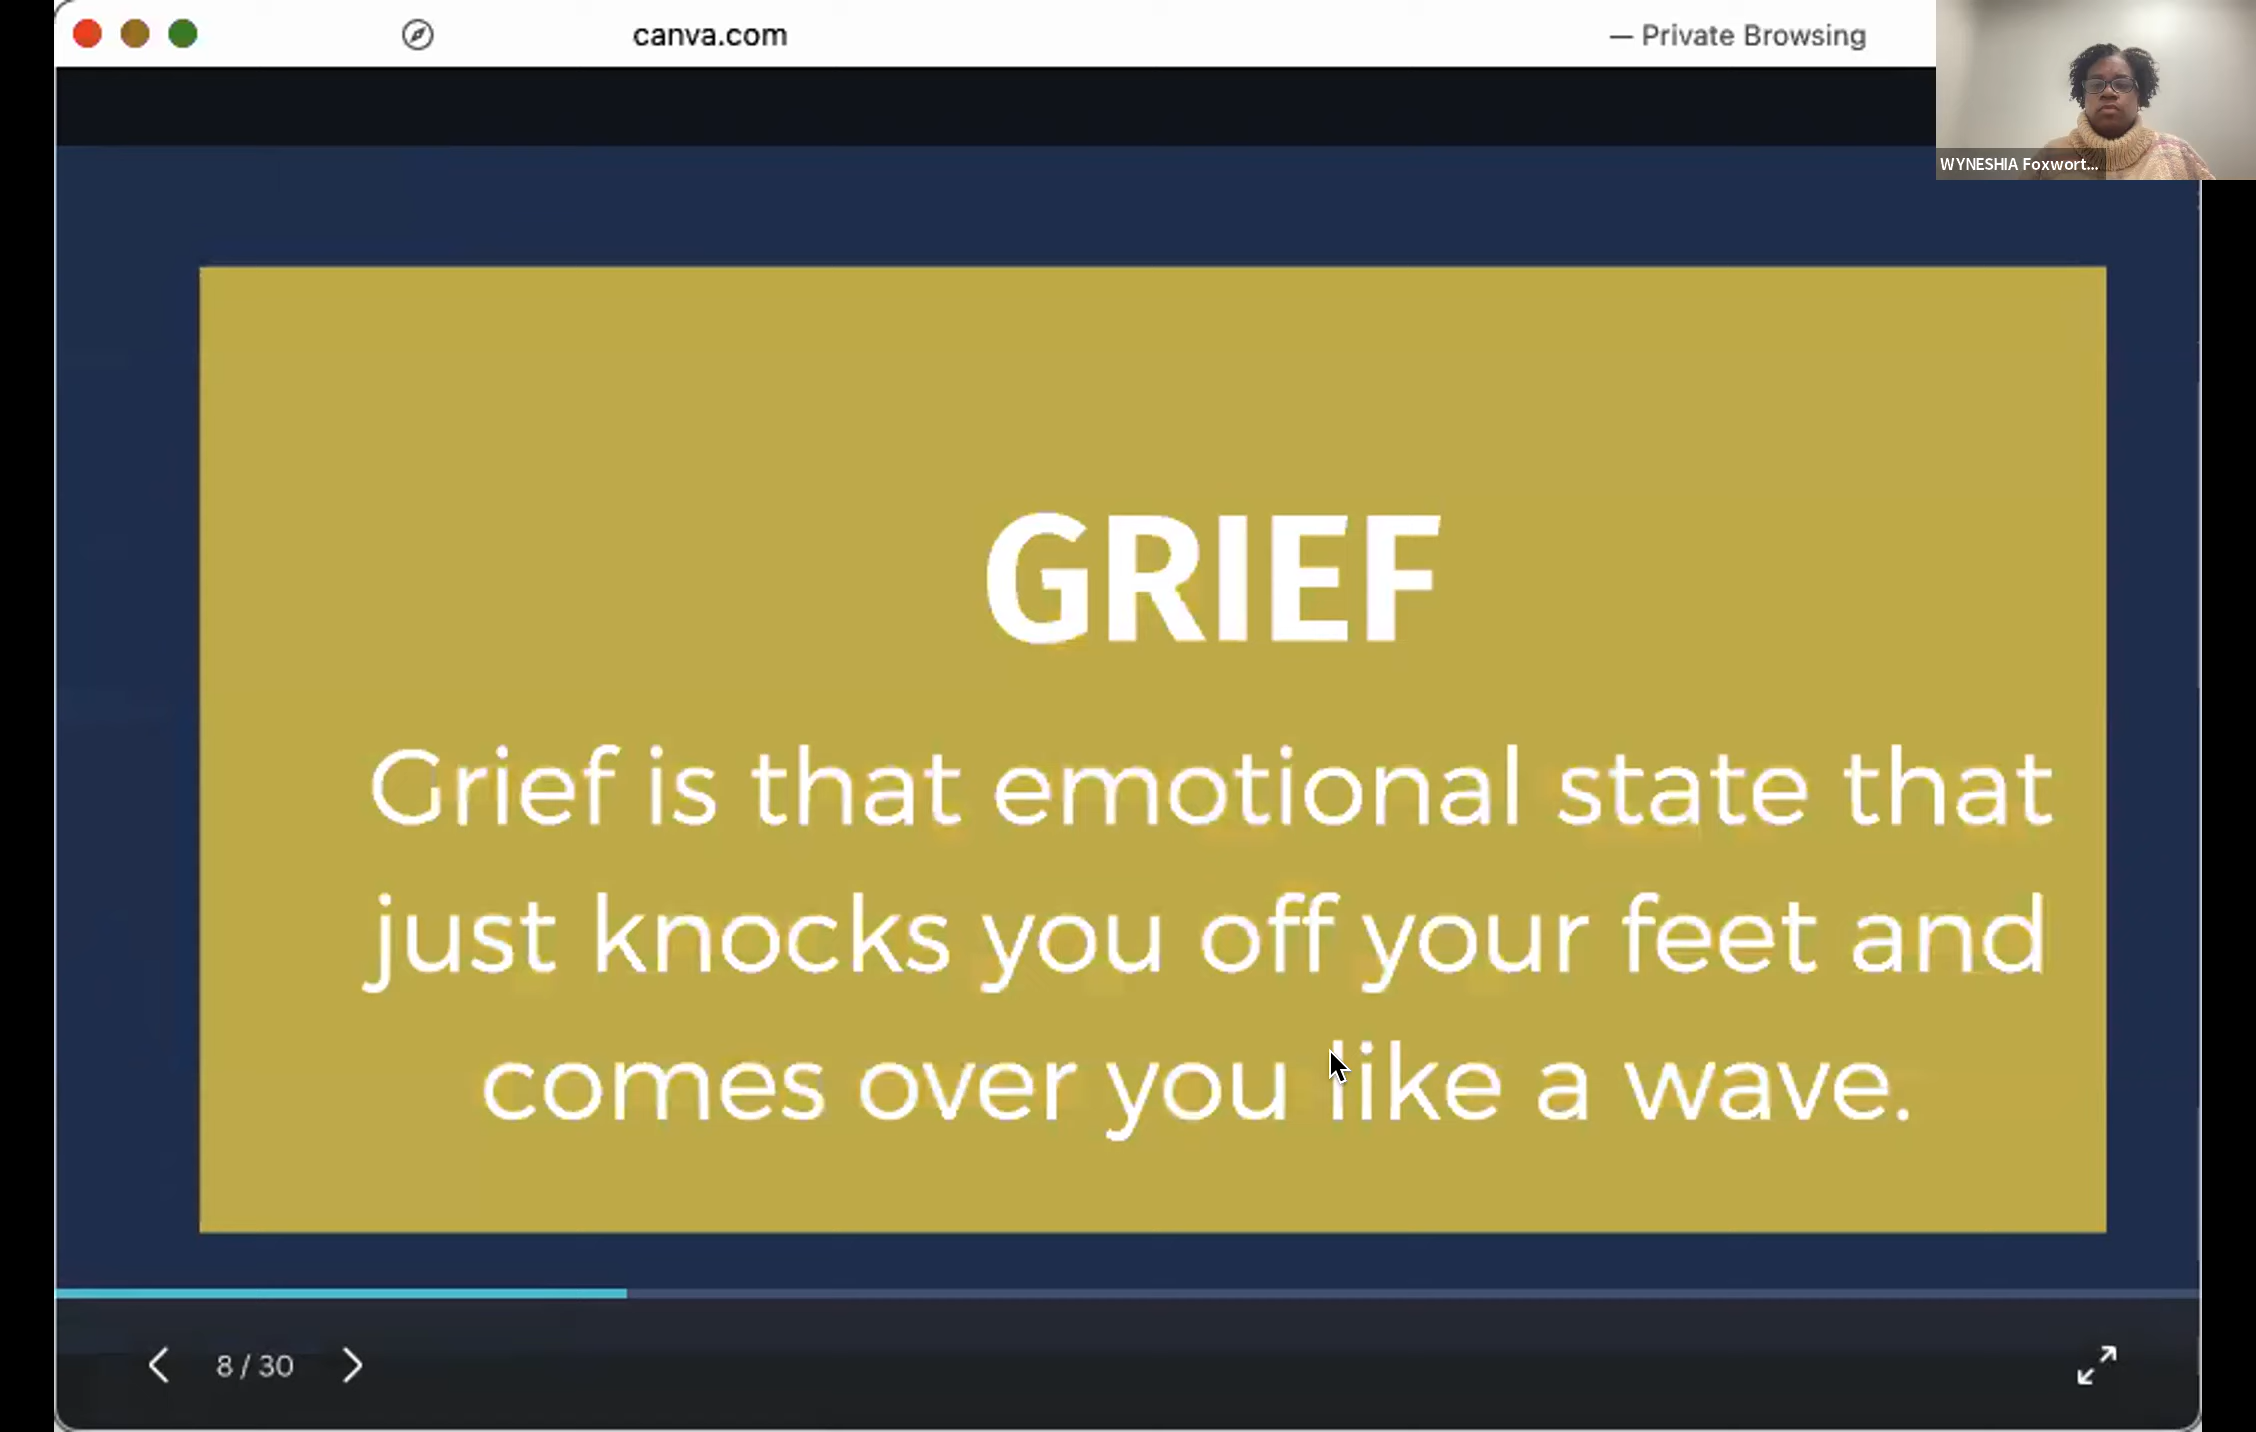 canva.com
— Private Browsing
WYNESHIA Foxwort...
GRIEF
Grief is that emotional state that
just knocks you off your feet and
comes over you like a wave.
8 / 30